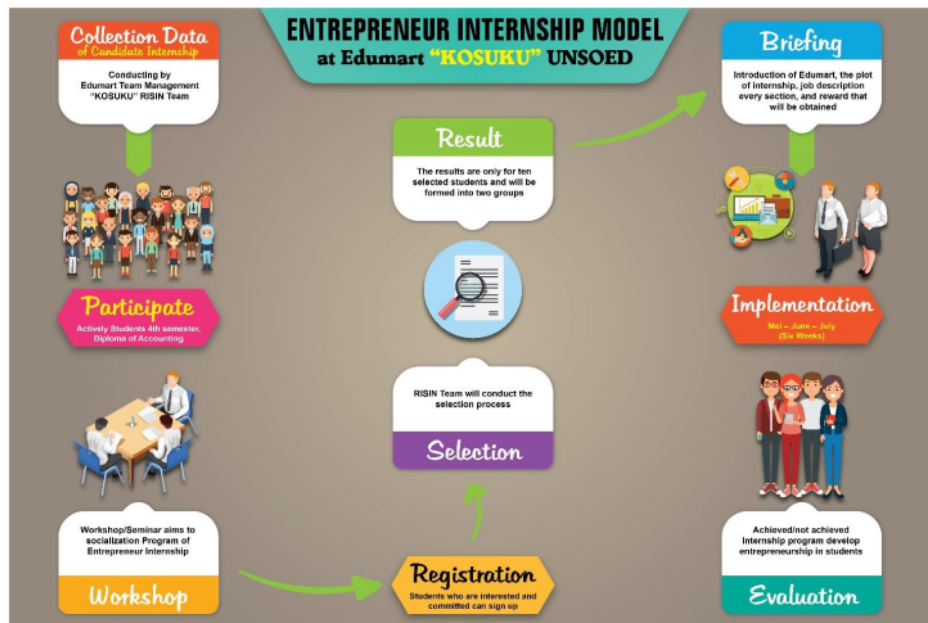 ENTREPRENEUR INTERNSHIP MODEL
at Edumart "KOSUKU" UNSOED
Collection Data
of Candidate Internship
Conducting by
Edumart Team Management
"KOSUKU" RISIN Team
Participate
Actively Students 4th semester,
Diploma of Accounting
Workshop/Seminar aims to
socialization Program of
Entrepreneur Internship
Workshop
Registration
Students who are interested and
committed can sign up
RISIN Team will conduct the
selection process
Selection
Result
The results are only for ten
selected students and will be
formed into two groups
Briefing
Introduction of Edumart, the plot
of internship, job description
every section, and reward that
will be obtained
Implementation
Mei – June – July
(Six Weeks)
Achieved/not achieved
Internship program develop
entrepreneurship in students
Evaluation